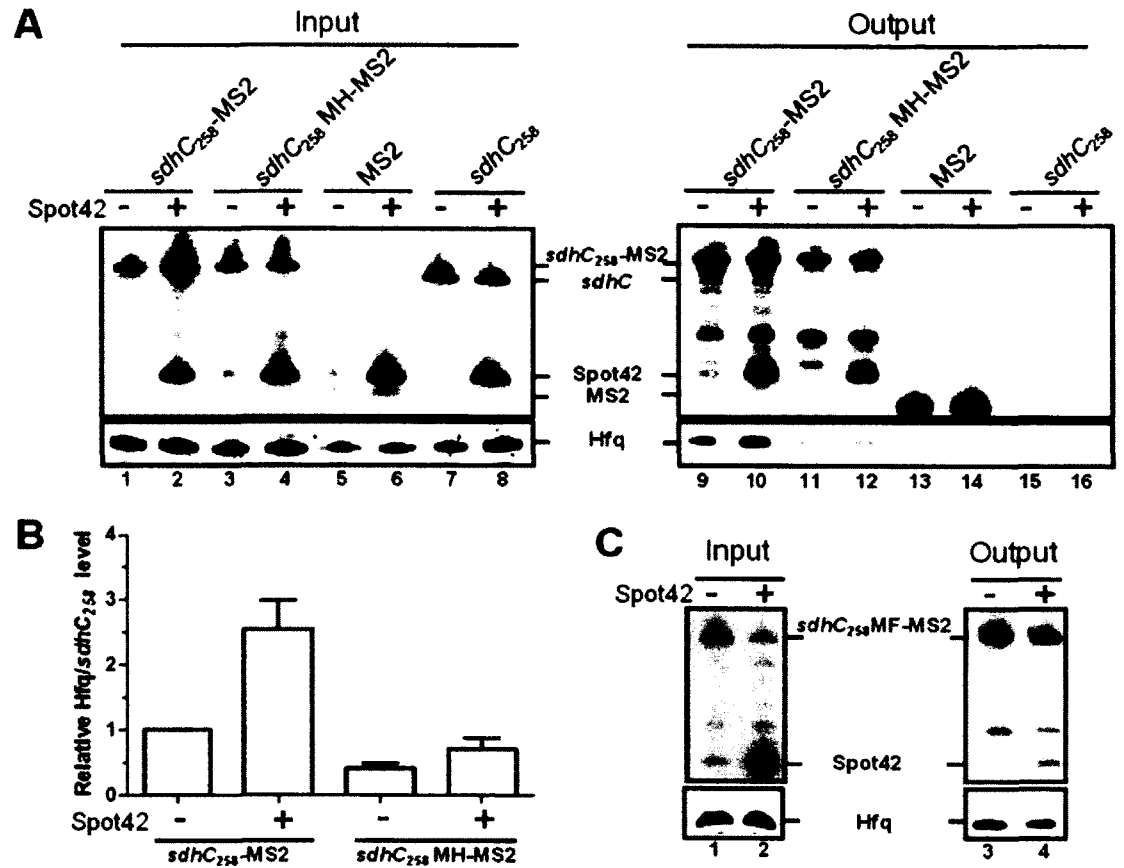 A
Input
Output
sdhC258-MS2
sdhC258 MH-MS2
MS2
sdhC258
sdhC258-MS2
sdhC258 MH-MS2
MS2
sdhC258
Spot42 - + - + - + - +
- + - + - + - +
sdhC258-MS2
sdhC
Spot42
MS2
Hfq
1 2 3 4 5 6 7 8
9 10 11 12 13 14 15 16
B
Relative Hfq/sdhC258 level
4
3
2
1
0
Spot42 - + - +
sdhC258-MS2 sdhC258 MH-MS2
C
Input Output
Spot42 - + - +
sdhC258MF-MS2
Spot42
Hfq
1 2 3 4